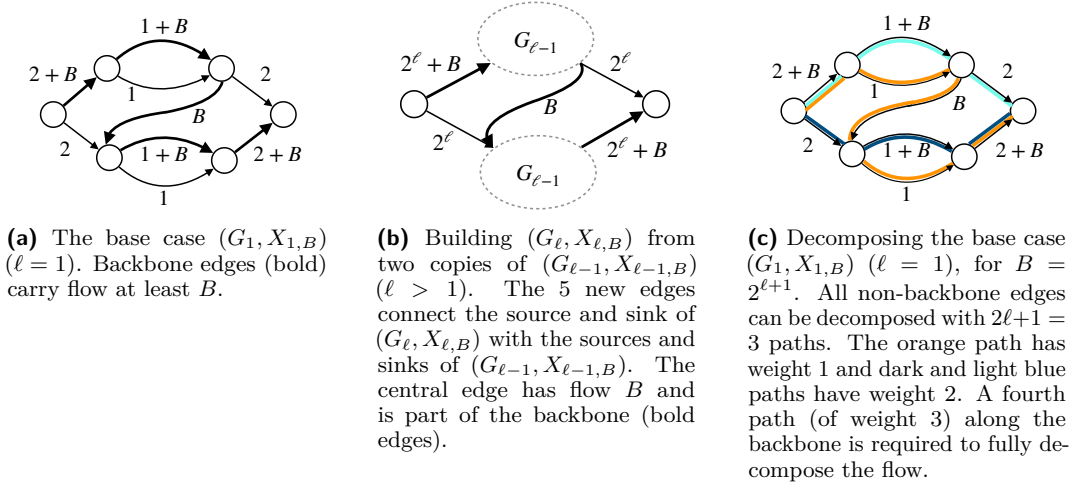 1 + B
2 + B
1
2
B
2
1 + B
2 + B
1
G_{ℓ−1}
2^ℓ + B
2^ℓ
B
2^ℓ
2^ℓ + B
G_{ℓ−1}
1 + B
2 + B
1
2
B
2
1 + B
2 + B
1
(a) The base case (G_1, X_{1,B})
(ℓ = 1). Backbone edges (bold)
carry flow at least B.
(b) Building (G_ℓ, X_{ℓ,B}) from
two copies of (G_{ℓ−1}, X_{ℓ−1,B})
(ℓ > 1). The 5 new edges
connect the source and sink of
(G_ℓ, X_{ℓ,B}) with the sources and
sinks of (G_{ℓ−1}, X_{ℓ−1,B}). The
central edge has flow B and
is part of the backbone (bold
edges).
(c) Decomposing the base case
(G_1, X_{1,B}) (ℓ = 1), for B =
2^{ℓ+1}. All non-backbone edges
can be decomposed with 2ℓ+1 =
3 paths. The orange path has
weight 1 and dark and light blue
paths have weight 2. A fourth
path (of weight 3) along the
backbone is required to fully de-
compose the flow.